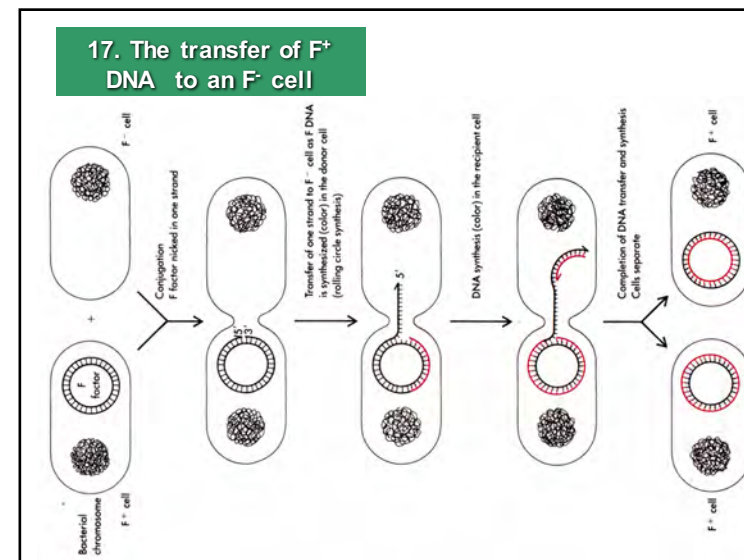 17. The transfer of F+
DNA to an F- cell
F- cell
+
F
factor
Bacterial
chromosome
F+ cell
Conjugation
F factor nicked in one strand
5'
3'
Transfer of one strand to F- cell as F DNA
is synthesized (color) in the donor cell
(rolling circle synthesis)
5'
DNA synthesis (color) in the recipient cell
Completion of DNA transfer and synthesis
Cells separate
F+ cell
F+ cell